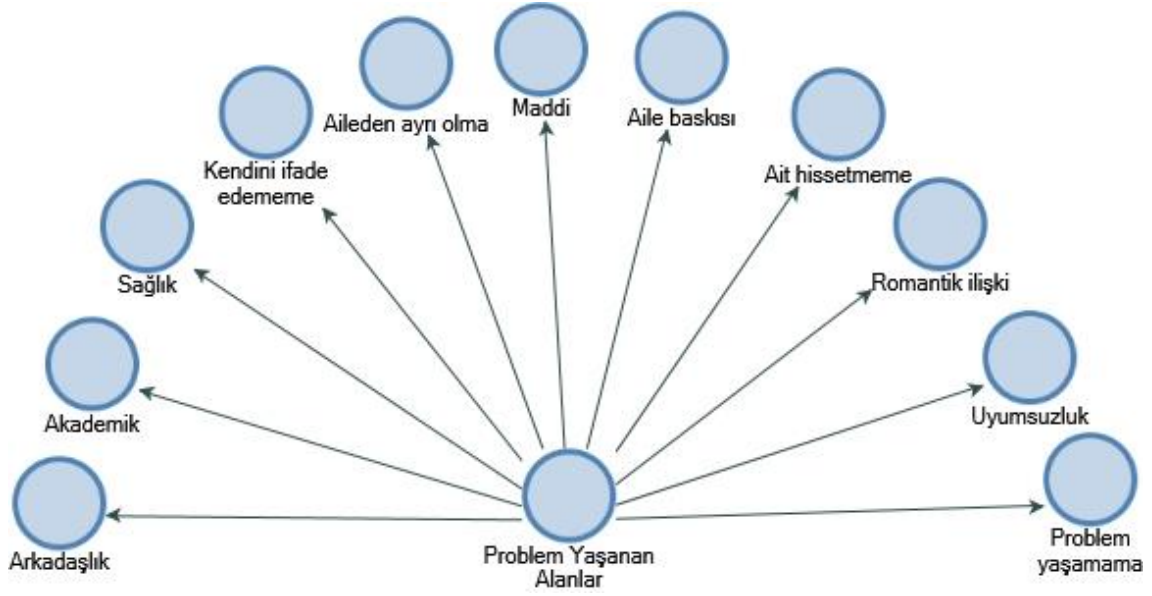 Maddi
Aile baskısı
Aileden ayrı olma
Kendini ifade
edememe
Ait hissetmeme
Sağlık
Romantik ilişki
Akademik
Uyumsuzluk
Arkadaşlık
Problem Yaşanan
Alanlar
Problem
yaşamama